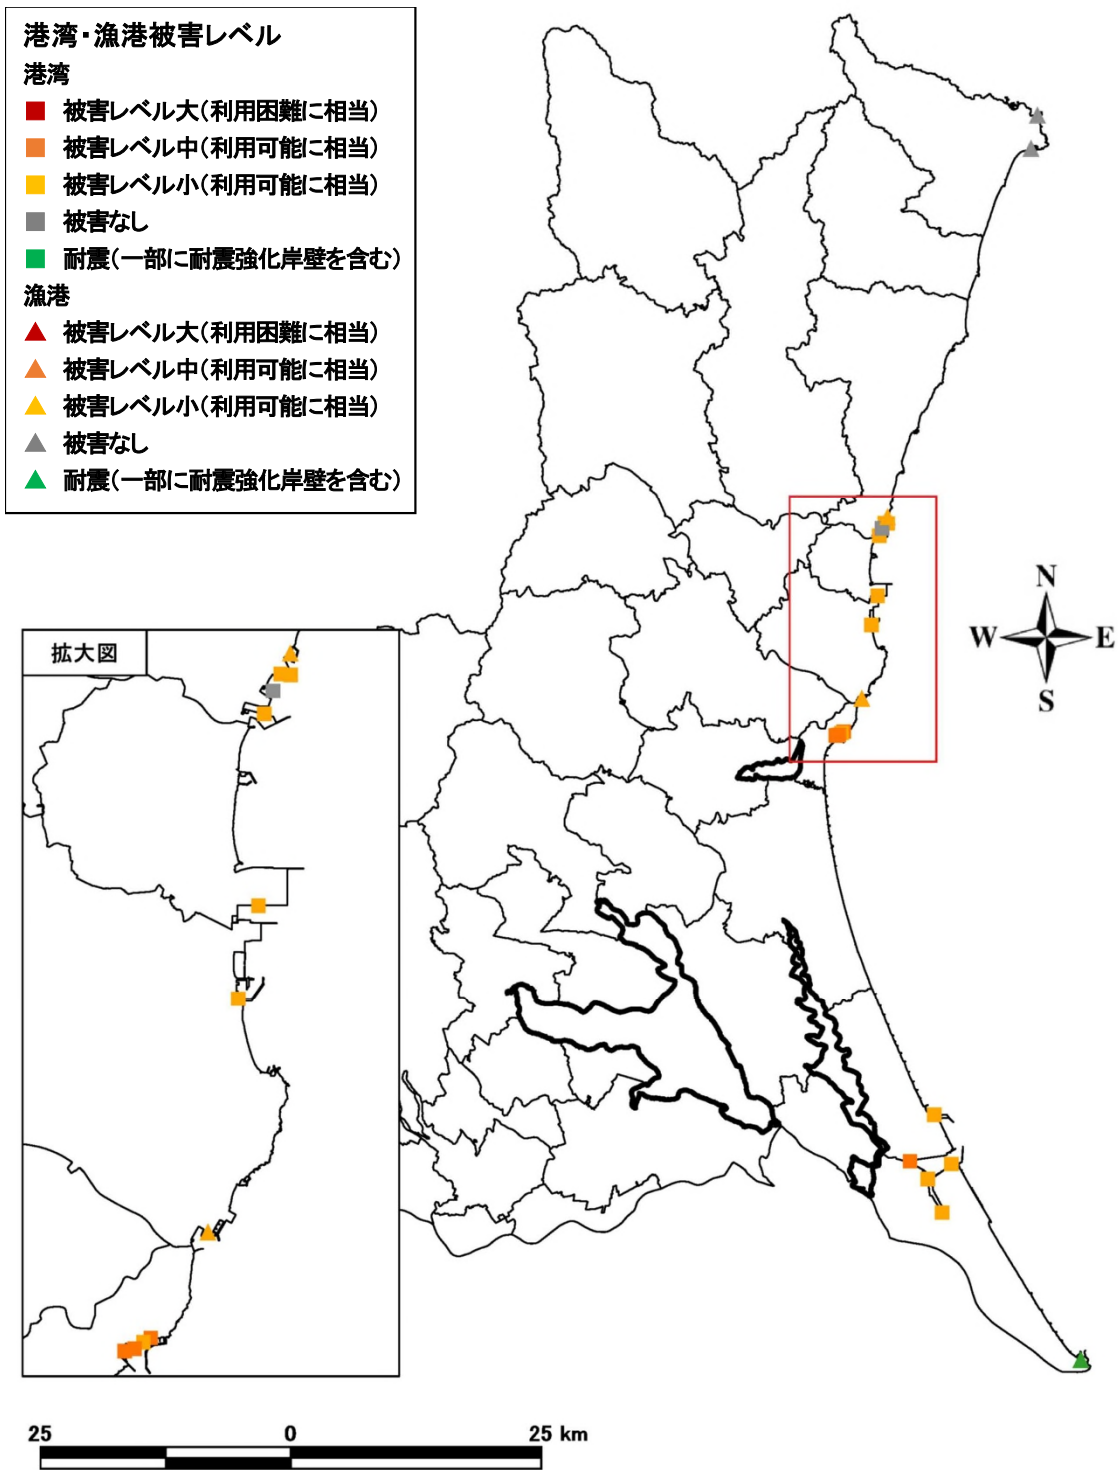 港湾・漁港被害レベル
港湾
被害レベル大(利用困難に相当)
被害レベル中(利用可能に相当)
被害レベル小(利用可能に相当)
被害なし
耐震(一部に耐震強化岸壁を含む)
漁港
被害レベル大(利用困難に相当)
被害レベル中(利用可能に相当)
被害レベル小(利用可能に相当)
被害なし
耐震(一部に耐震強化岸壁を含む)
N
W E
S
拡大図
25 0 25 km